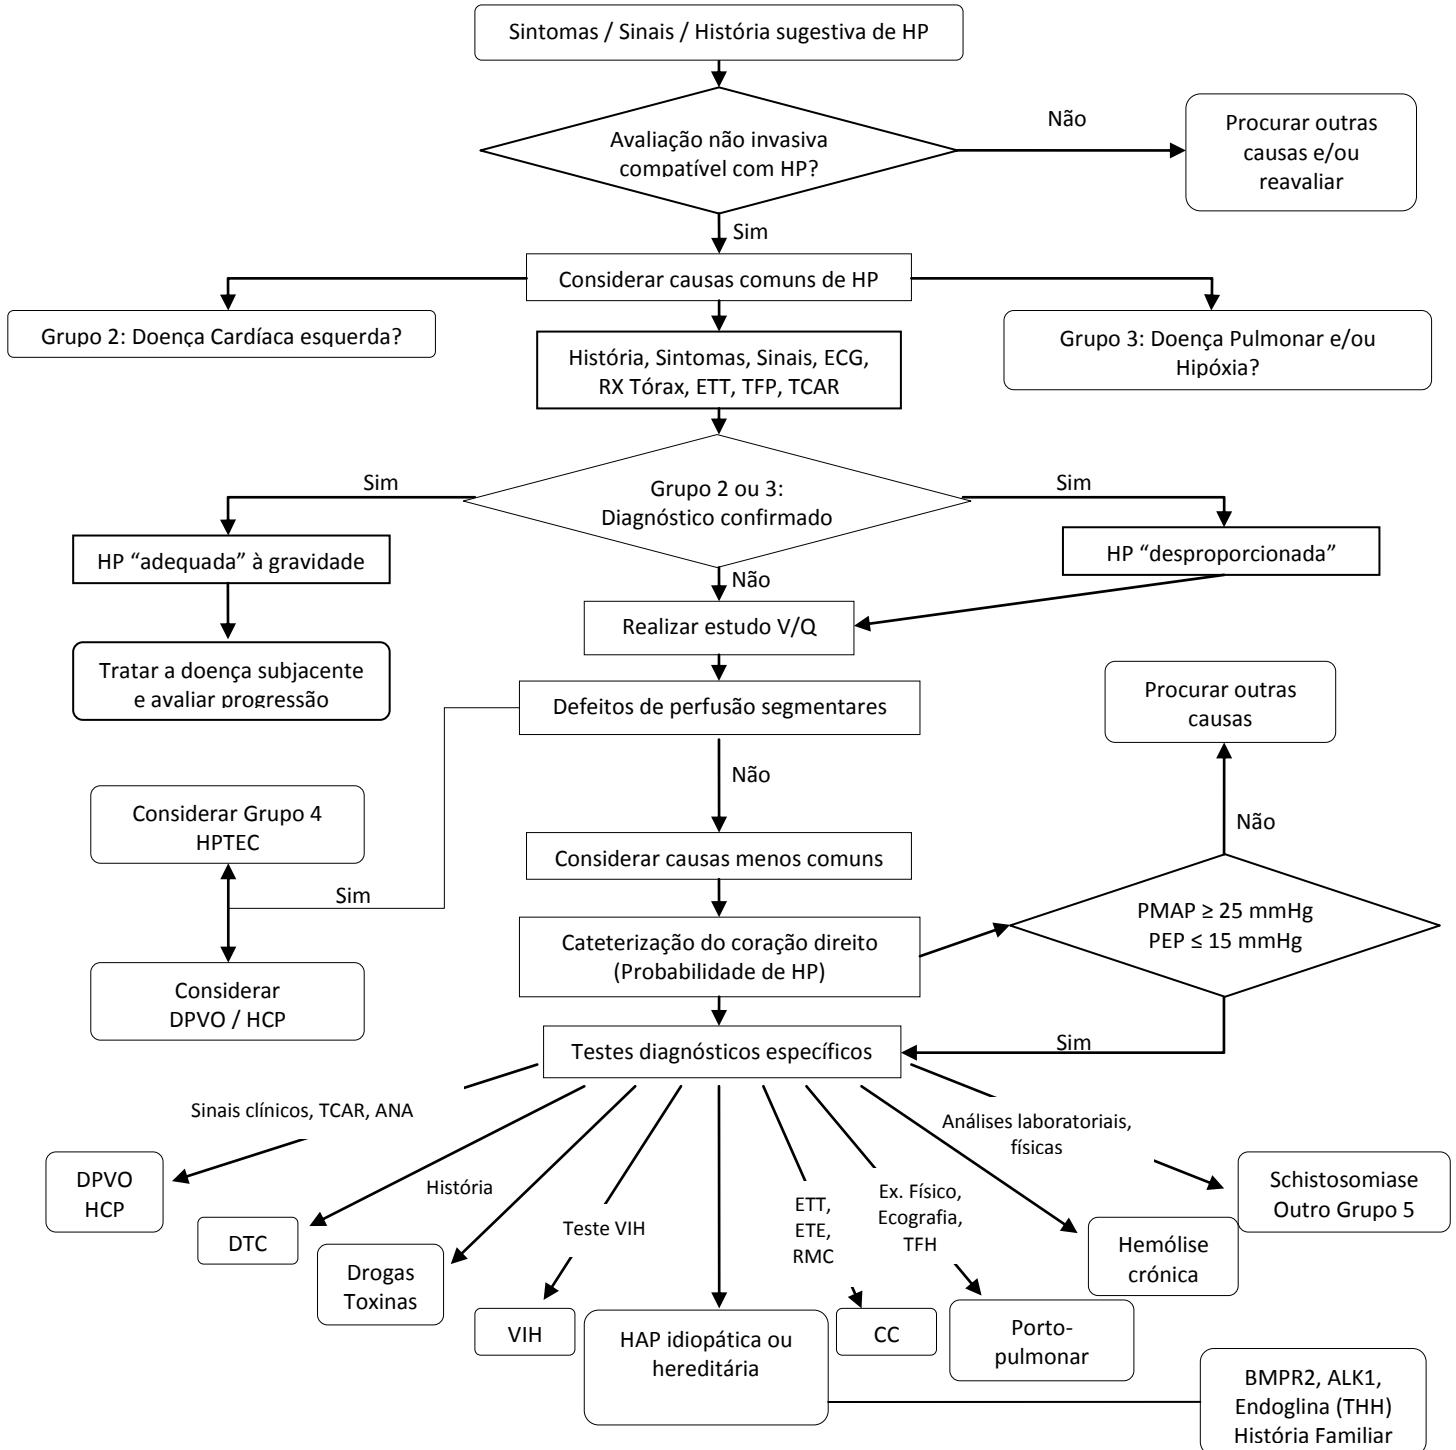 Sintomas / Sinais / História sugestiva de HP
Avaliação não invasiva
compatível com HP?
Não
Procurar outras
causas e/ou
reavaliar
Sim
Considerar causas comuns de HP
Grupo 2: Doença Cardíaca esquerda?
Grupo 3: Doença Pulmonar e/ou
Hipóxia?
História, Sintomas, Sinais, ECG,
RX Tórax, ETT, TFP, TCAR
Sim
Grupo 2 ou 3:
Diagnóstico confirmado
Sim
HP “adequada” à gravidade
HP “desproporcionada”
Não
Realizar estudo V/Q
Tratar a doença subjacente
e avaliar progressão
Defeitos de perfusão segmentares
Procurar outras
causas
Não
Considerar Grupo 4
HPTEC
Não
Considerar causas menos comuns
Sim
PMAP ≥ 25 mmHg
PEP ≤ 15 mmHg
Cateterização do coração direito
(Probabilidade de HP)
Considerar
DPVO / HCP
Testes diagnósticos específicos
Sim
Sinais clínicos, TCAR, ANA
Análises laboratoriais,
físicas
DPVO
HCP
História
Teste VIH
ETT,
ETE,
RMC
Ex. Físico,
Ecografia,
TFH
Schistosomiase
Outro Grupo 5
DTC
Drogas
Toxinas
Hemólise
crónica
VIH
HAP idiopática ou
hereditária
CC
Porto-
pulmonar
BMPR2, ALK1,
Endoglina (THH)
História Familiar